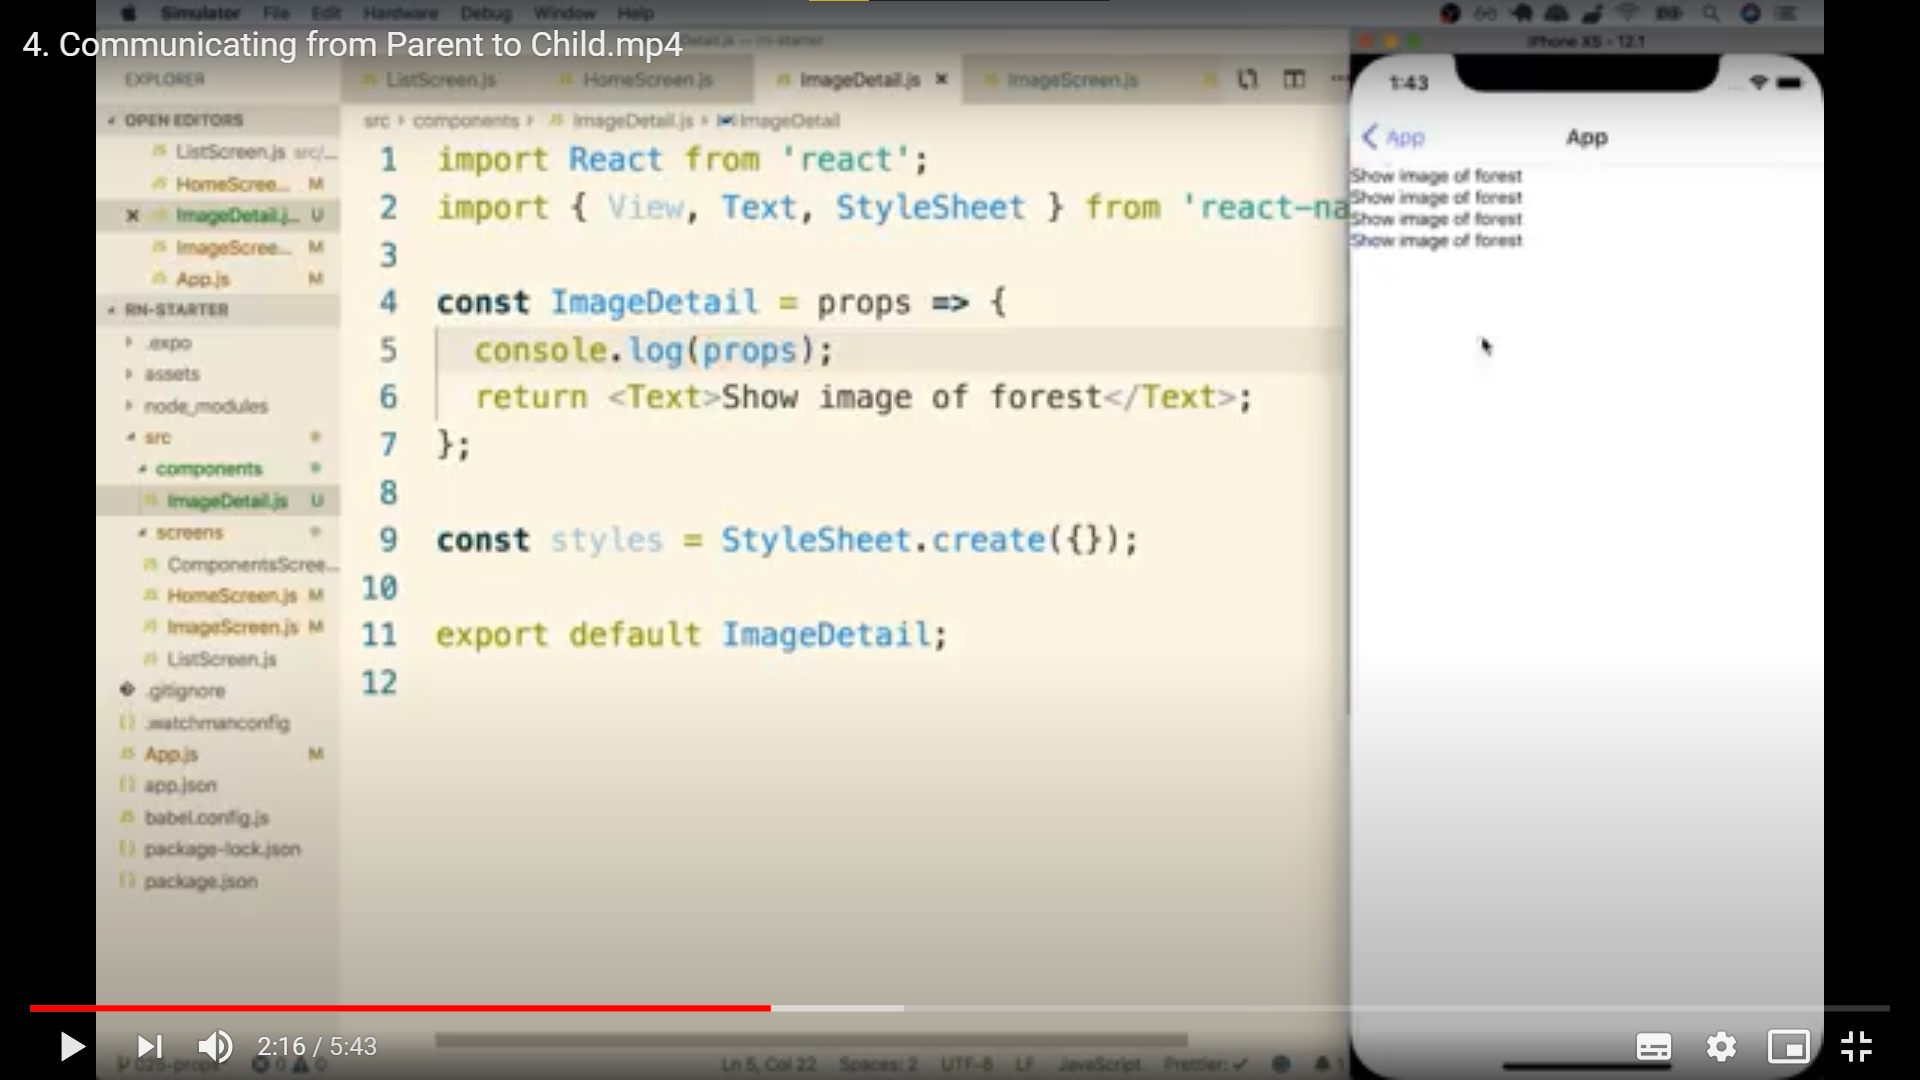 Simulator File Edit Hardware Debug Window Help
4. Communicating from Parent to Child.mp4
rn-starter
iPhone XS - 12.1
EXPLORER
ListScreen.js
HomeScreen.js
ImageDetail.js
ImageScreen.js
src components ImageDetail.js ImageDetail
OPEN EDITORS
ListScreen.js src/...
HomeScree... M
ImageDetail.j... U
ImageScree... M
App.js M
RN-STARTER
.expo
assets
node_modules
src
components
ImageDetail.js U
screens
ComponentsScree...
HomeScreen.js M
ImageScreen.js M
ListScreen.js
.gitignore
.watchmanconfig
App.js M
app.json
babel.config.js
package-lock.json
package.json
1 import React from 'react';
2 import { View, Text, StyleSheet } from 'react-na
3
4 const ImageDetail = props => {
5 console.log(props);
6 return <Text>Show image of forest</Text>;
7 };
8
9 const styles = StyleSheet.create({});
10
11 export default ImageDetail;
12
1:43
App
App
Show image of forest
Show image of forest
Show image of forest
Show image of forest
2:16 / 5:43
Ln 5, Col 22 Spaces: 2 UTF-8 LF JavaScript Prettier: ✓ 1